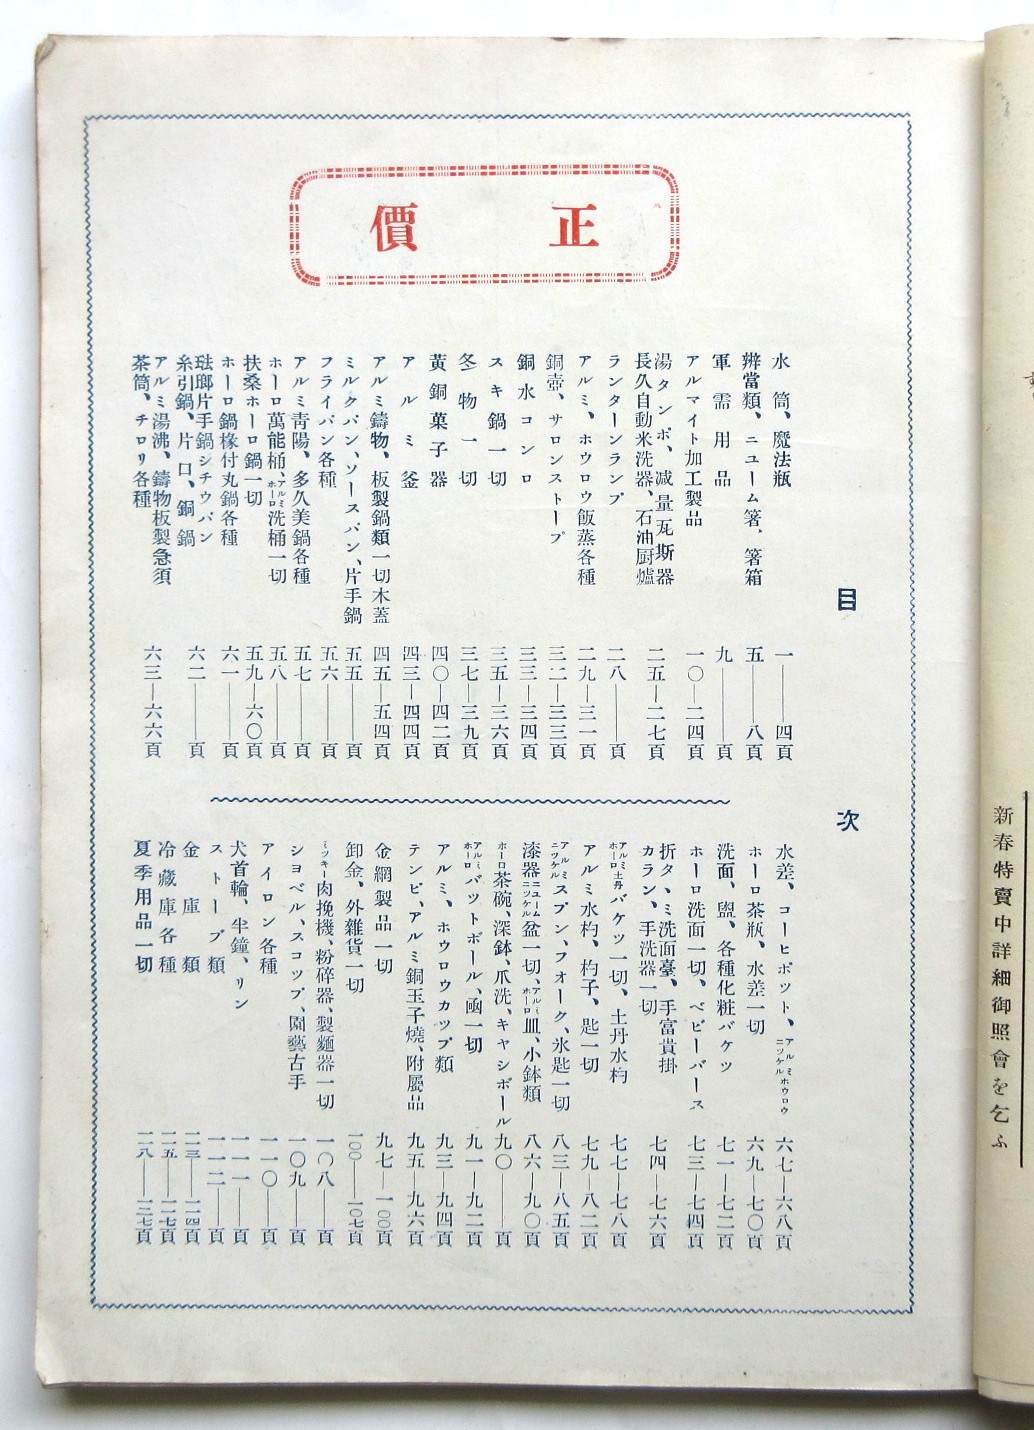 正價
目次
水筒、魔法瓶 一――四頁
辨當類、ニューム箸、箸箱 五――八頁
軍需用品 九――頁
アルマイト加工製品 一〇―二四頁
湯タンポ、减量瓦斯器
長久自動米洗器、石油厨爐 二五―二七頁
ランターンランプ 二八――頁
アルミ、ホウロウ飯蒸各種 二九―三一頁
銅壺、サロンストーブ 三二―三三頁
銅水コンロ 三三―三四頁
スキ鍋一切 三五―三六頁
冬物一切 三七―三九頁
黃銅菓子器 四〇―四二頁
アルミ釜 四三―四四頁
アルミ鑄物、板製鍋類一切木蓋 四五―五四頁
ミルクパン、ソースパン、片手鍋 五五――頁
フライパン各種 五六――頁
アルミ靑陽、多久美鍋各種 五七――頁
ホーロ萬能桶、アルミホーロ洗桶一切 五八――頁
扶桑ホーロ鍋一切 五九―六〇頁
ホーロ鍋椽付丸鍋各種 六一――頁
琺瑯片手鍋シチウパン
糸引鍋、片口、銅鍋 六二――頁
アルミ湯沸、鑄物板製急須
茶筒、チロリ各種 六三―六六頁
水差、コーヒポット、アルミホウロウニツケル 六七―六八頁
ホーロ茶瓶、水差一切 六九―七〇頁
洗面、盥、各種化粧バケツ 七一―七二頁
ホーロ洗面一切、ベビーバース 七三―七四頁
折タヽミ洗面臺、手富貴掛
カラン、手洗器一切 七四―七六頁
アルミホーロ土丹バケツ一切、土丹水杓 七七―七八頁
アルミ水杓、杓子、匙一切 七九―八二頁
アルミニツケルスプン、フオーク、氷匙一切 八三―八五頁
漆器ニユームニツケル盆一切、アルミホーロ皿、小鉢類 八六―九〇頁
ホーロ茶碗、深鉢、爪洗、キヤシボール 九〇――頁
アルミホーロバツトボール、凾一切 九一―九二頁
アルミ、ホウロウカツプ類 九三―九四頁
テンピ、アルミ銅玉子燒、附屬品 九五―九六頁
金網製品一切 九七―一〇〇頁
卸金、外雜貨一切 一〇〇―一〇七頁
ミツキー肉挽機、粉碎器、製麵器一切 一〇八――頁
シヨベル、スコツプ、園藝古手 一〇九――頁
アイロン各種 一一〇――頁
犬首輪、半鐘、リン 一一一――頁
ストーブ類 一一二――頁
金庫類 一二三―一二四頁
冷藏庫各種 一二五―一二七頁
夏季用品一切 一二八―一三七頁
新春特賣中詳細御照會を乞ふ